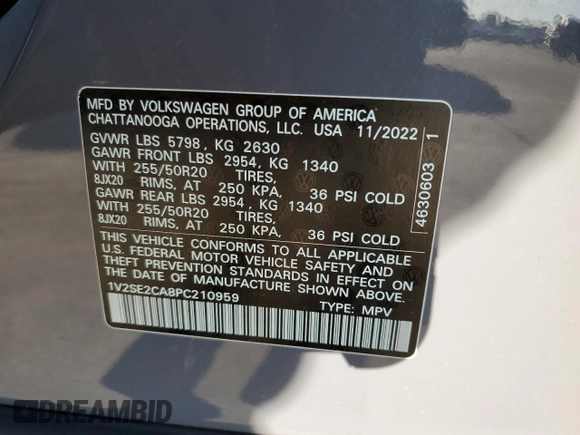 MFD BY VOLKSWAGEN GROUP OF AMERICA
CHATTANOOGA OPERATIONS, LLC. USA 11/2022
GVWR LBS 5798 , KG 2630
GAWR FRONT LBS 2954, KG 1340
WITH 255/50R20 TIRES,
8JX20 RIMS, AT 250 KPA, 36 PSI COLD
GAWR REAR LBS 2954 , KG 1340
WITH 255/50R20 TIRES,
8JX20 RIMS, AT 250 KPA, 36 PSI COLD
THIS VEHICLE CONFORMS TO ALL APPLICABLE
U.S. FEDERAL MOTOR VEHICLE SAFETY AND
THEFT PREVENTION STANDARDS IN EFFECT ON
THE DATE OF MANUFACTURE SHOWN ABOVE.
1V2SE2CA8PC210959
TYPE: MPV
4630603 1
DREAMBID